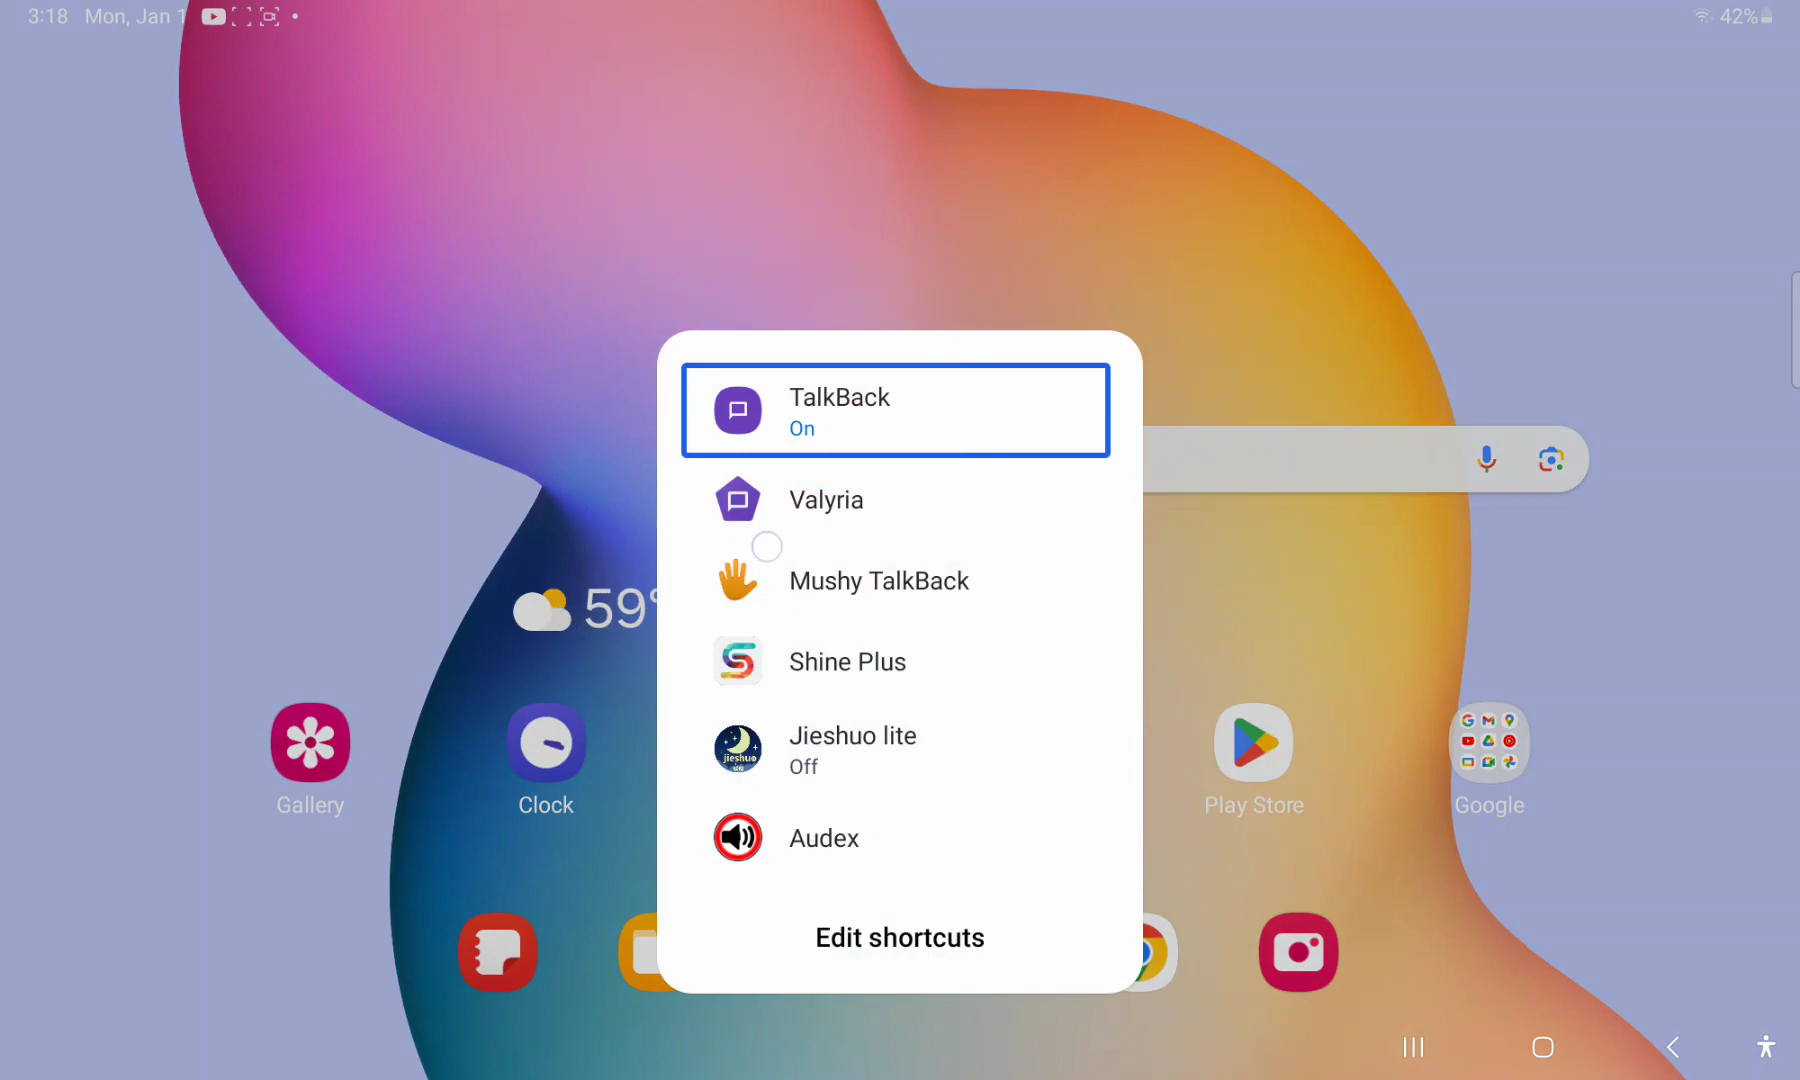 3:18 Mon, Jan 1
42%
TalkBack
On
Valyria
59°
Mushy TalkBack
Shine Plus
Jieshuo lite
Off
jieshuo
Audex
Gallery
Clock
Play Store
Google
Edit shortcuts